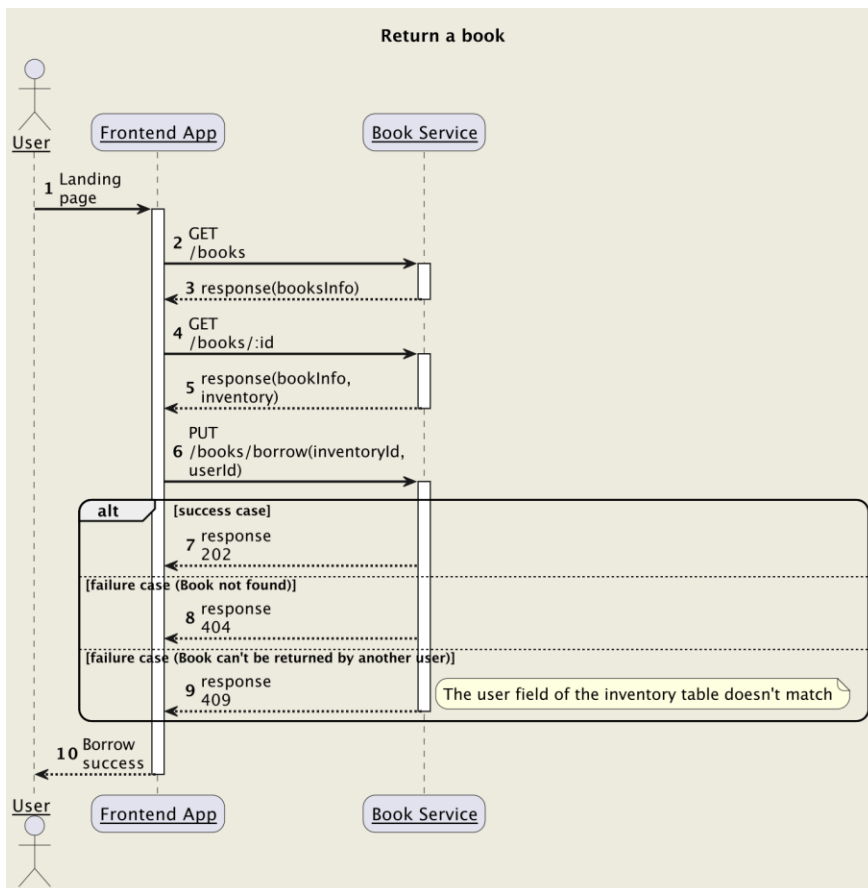 Return a book
User
Frontend App
Book Service
1 Landing
page
2 GET
/books
3 response(booksInfo)
4 GET
/books/:id
5 response(bookInfo,
inventory)
PUT
6 /books/borrow(inventoryId,
userId)
alt [success case]
7 response
202
[failure case (Book not found)]
8 response
404
[failure case (Book can't be returned by another user)]
9 response
409
The user field of the inventory table doesn't match
10 Borrow
success
User
Frontend App
Book Service